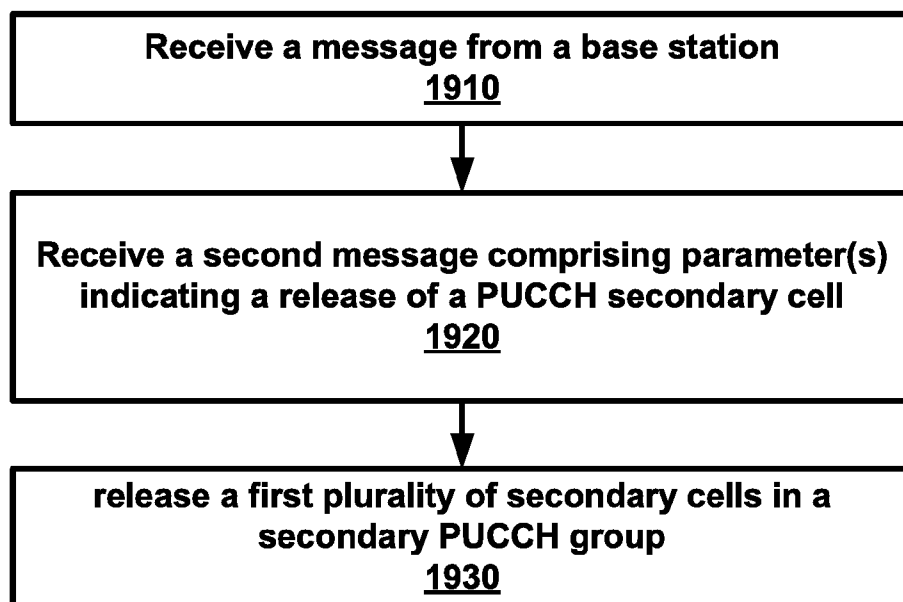 Receive a message from a base station
1910
Receive a second message comprising parameter(s)
indicating a release of a PUCCH secondary cell
1920
release a first plurality of secondary cells in a
secondary PUCCH group
1930